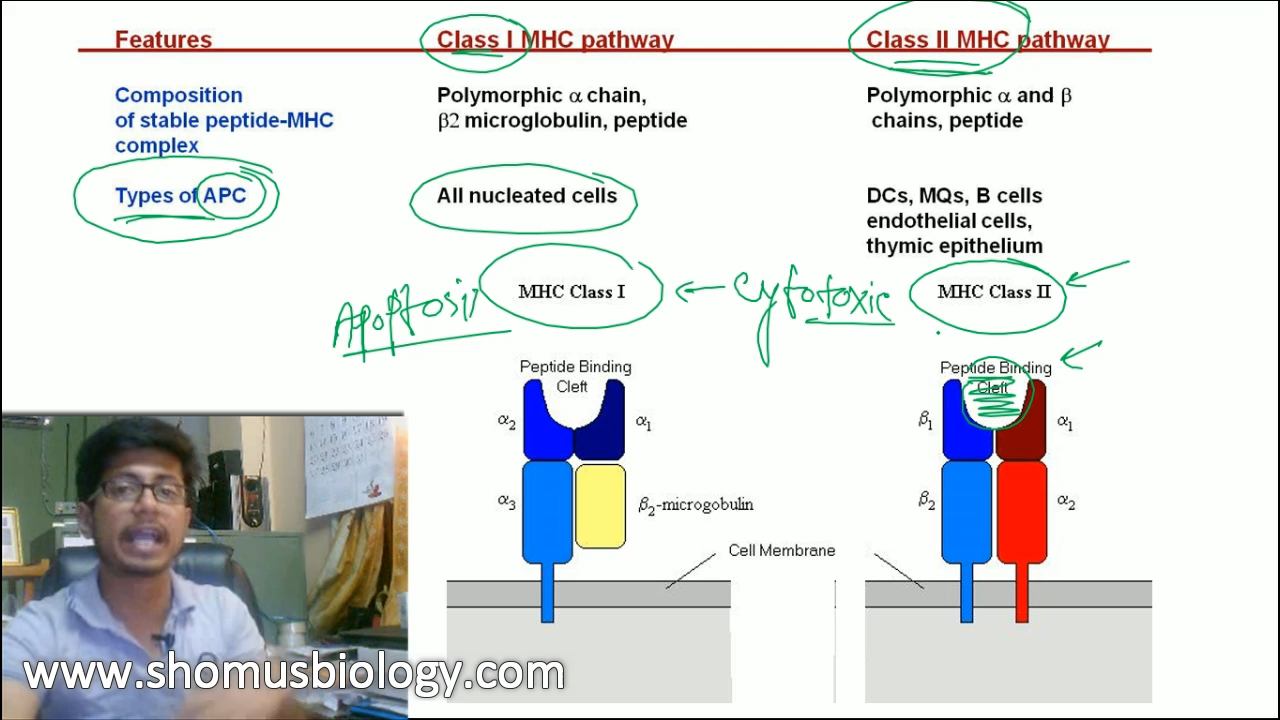 Features
Class I MHC pathway
Class II MHC pathway
Composition
of stable peptide-MHC
complex
Polymorphic α chain,
β2 microglobulin, peptide
Polymorphic α and β
chains, peptide
Types of APC
All nucleated cells
DCs, MQs, B cells
endothelial cells,
thymic epithelium
Apoptosis
MHC Class I
Cytotoxic
MHC Class II
Peptide Binding
Cleft
α2
α1
α3
β2-microgobulin
Peptide Binding
Cleft
β1
α1
β2
α2
Cell Membrane
www.shomusbiology.com